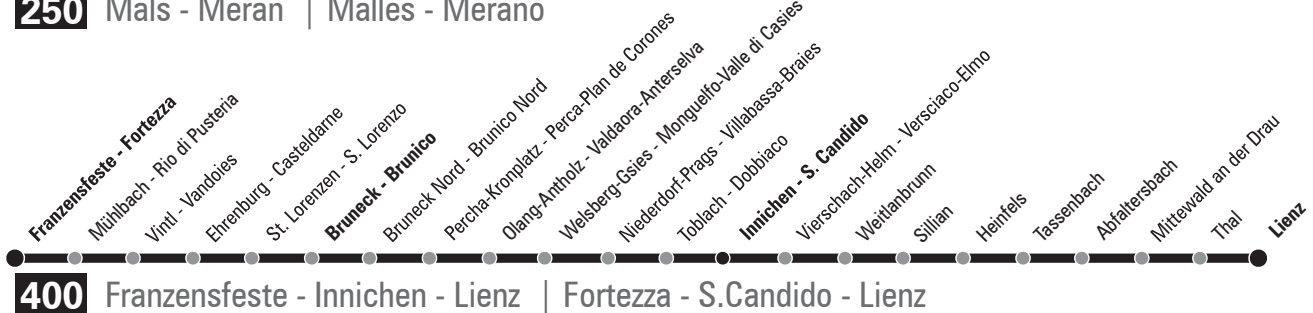 250 Mals - Meran | Malles - Merano
Franzensfeste - Fortezza
Mühlbach - Rio di Pusteria
Vintl - Vandoies
Ehrenburg - Casteldarne
St. Lorenzen - S. Lorenzo
Bruneck - Brunico
Bruneck Nord - Brunico Nord
Percha-Kronplatz - Perca-Plan de Corones
Olang-Antholz - Valdaora-Anterselva
Welsberg-Gsies - Monguelfo-Valle di Casies
Niederdorf-Prags - Villabassa-Braies
Toblach - Dobbiaco
Innichen - S. Candido
Vierschach-Helm - Versciaco-Elmo
Weitlanbrunn
Sillian
Heinfels
Tassenbach
Abfaltersbach
Mittewald an der Drau
Thal
Lienz
400 Franzensfeste - Innichen - Lienz | Fortezza - S.Candido - Lienz